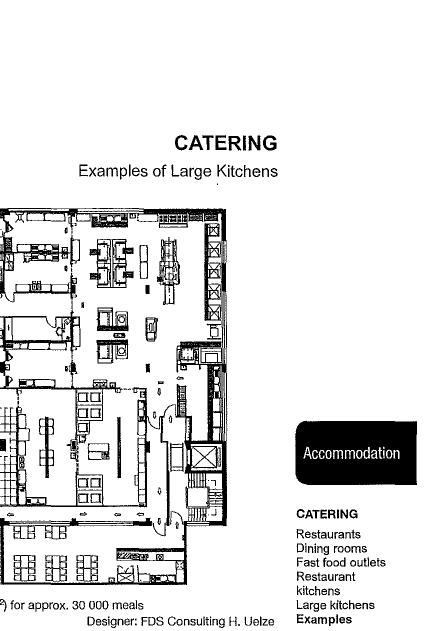 CATERING
Examples of Large Kitchens
Accommodation
CATERING
Restaurants
Dining rooms
Fast food outlets
Restaurant
kitchens
Large kitchens
Examples
²) for approx. 30 000 meals
Designer: FDS Consulting H. Uelze